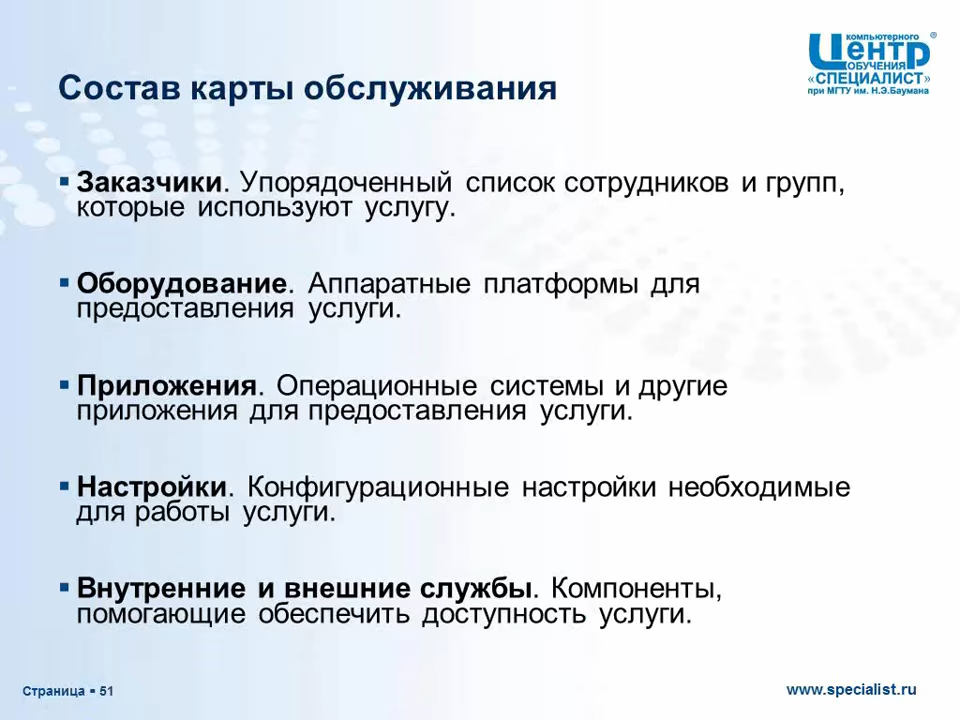 компьютерного
Центр
ОБУЧЕНИЯ
«СПЕЦИАЛИСТ»
при МГТУ им. Н.Э.Баумана
®
Состав карты обслуживания
▪ Заказчики. Упорядоченный список сотрудников и групп,
которые используют услугу.
▪ Оборудование. Аппаратные платформы для
предоставления услуги.
▪ Приложения. Операционные системы и другие
приложения для предоставления услуги.
▪ Настройки. Конфигурационные настройки необходимые
для работы услуги.
▪ Внутренние и внешние службы. Компоненты,
помогающие обеспечить доступность услуги.
Страница ▪ 51
www.specialist.ru